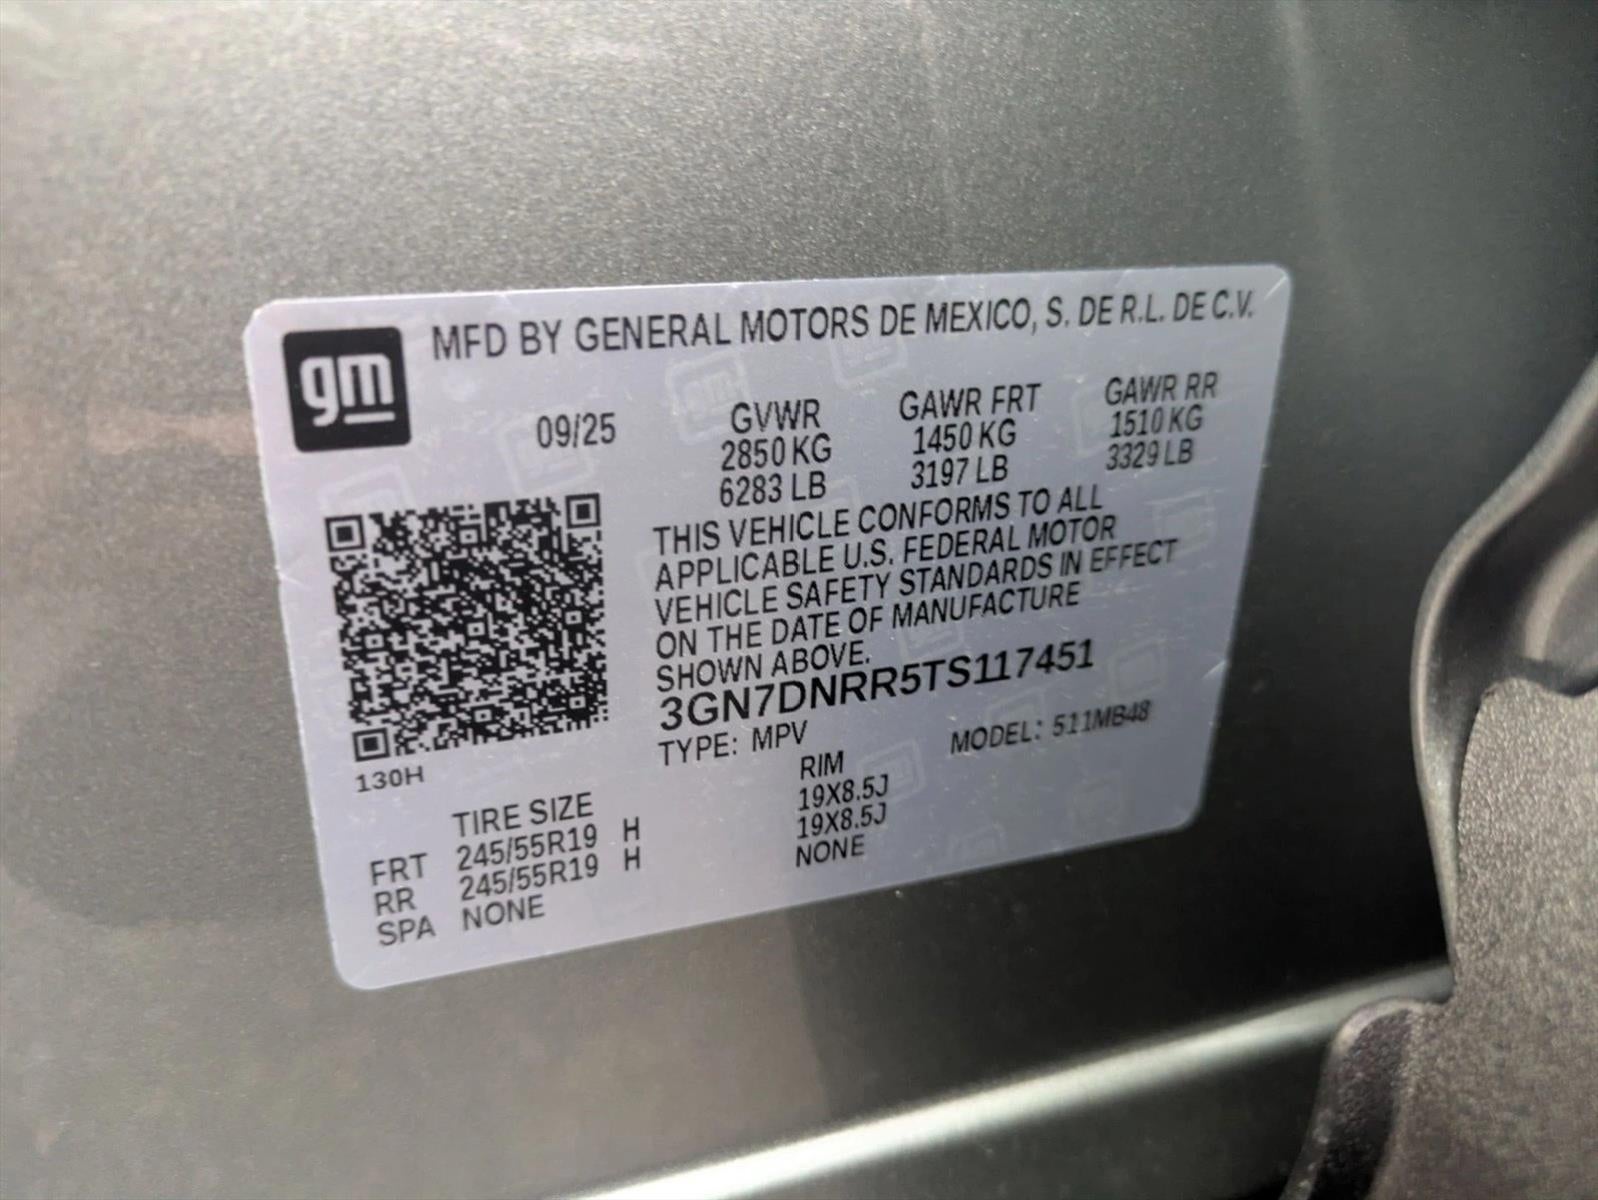 gm
MFD BY GENERAL MOTORS DE MEXICO, S. DE R.L. DE C.V.
09/25
GVWR
2850 KG
6283 LB
GAWR FRT
1450 KG
3197 LB
GAWR RR
1510 KG
3329 LB
THIS VEHICLE CONFORMS TO ALL
APPLICABLE U.S. FEDERAL MOTOR
VEHICLE SAFETY STANDARDS IN EFFECT
ON THE DATE OF MANUFACTURE
SHOWN ABOVE.
3GN7DNRR5TS117451
TYPE: MPV MODEL: 511MB48
130H
TIRE SIZE RIM
FRT 245/55R19 H 19X8.5J
RR 245/55R19 H 19X8.5J
SPA NONE NONE